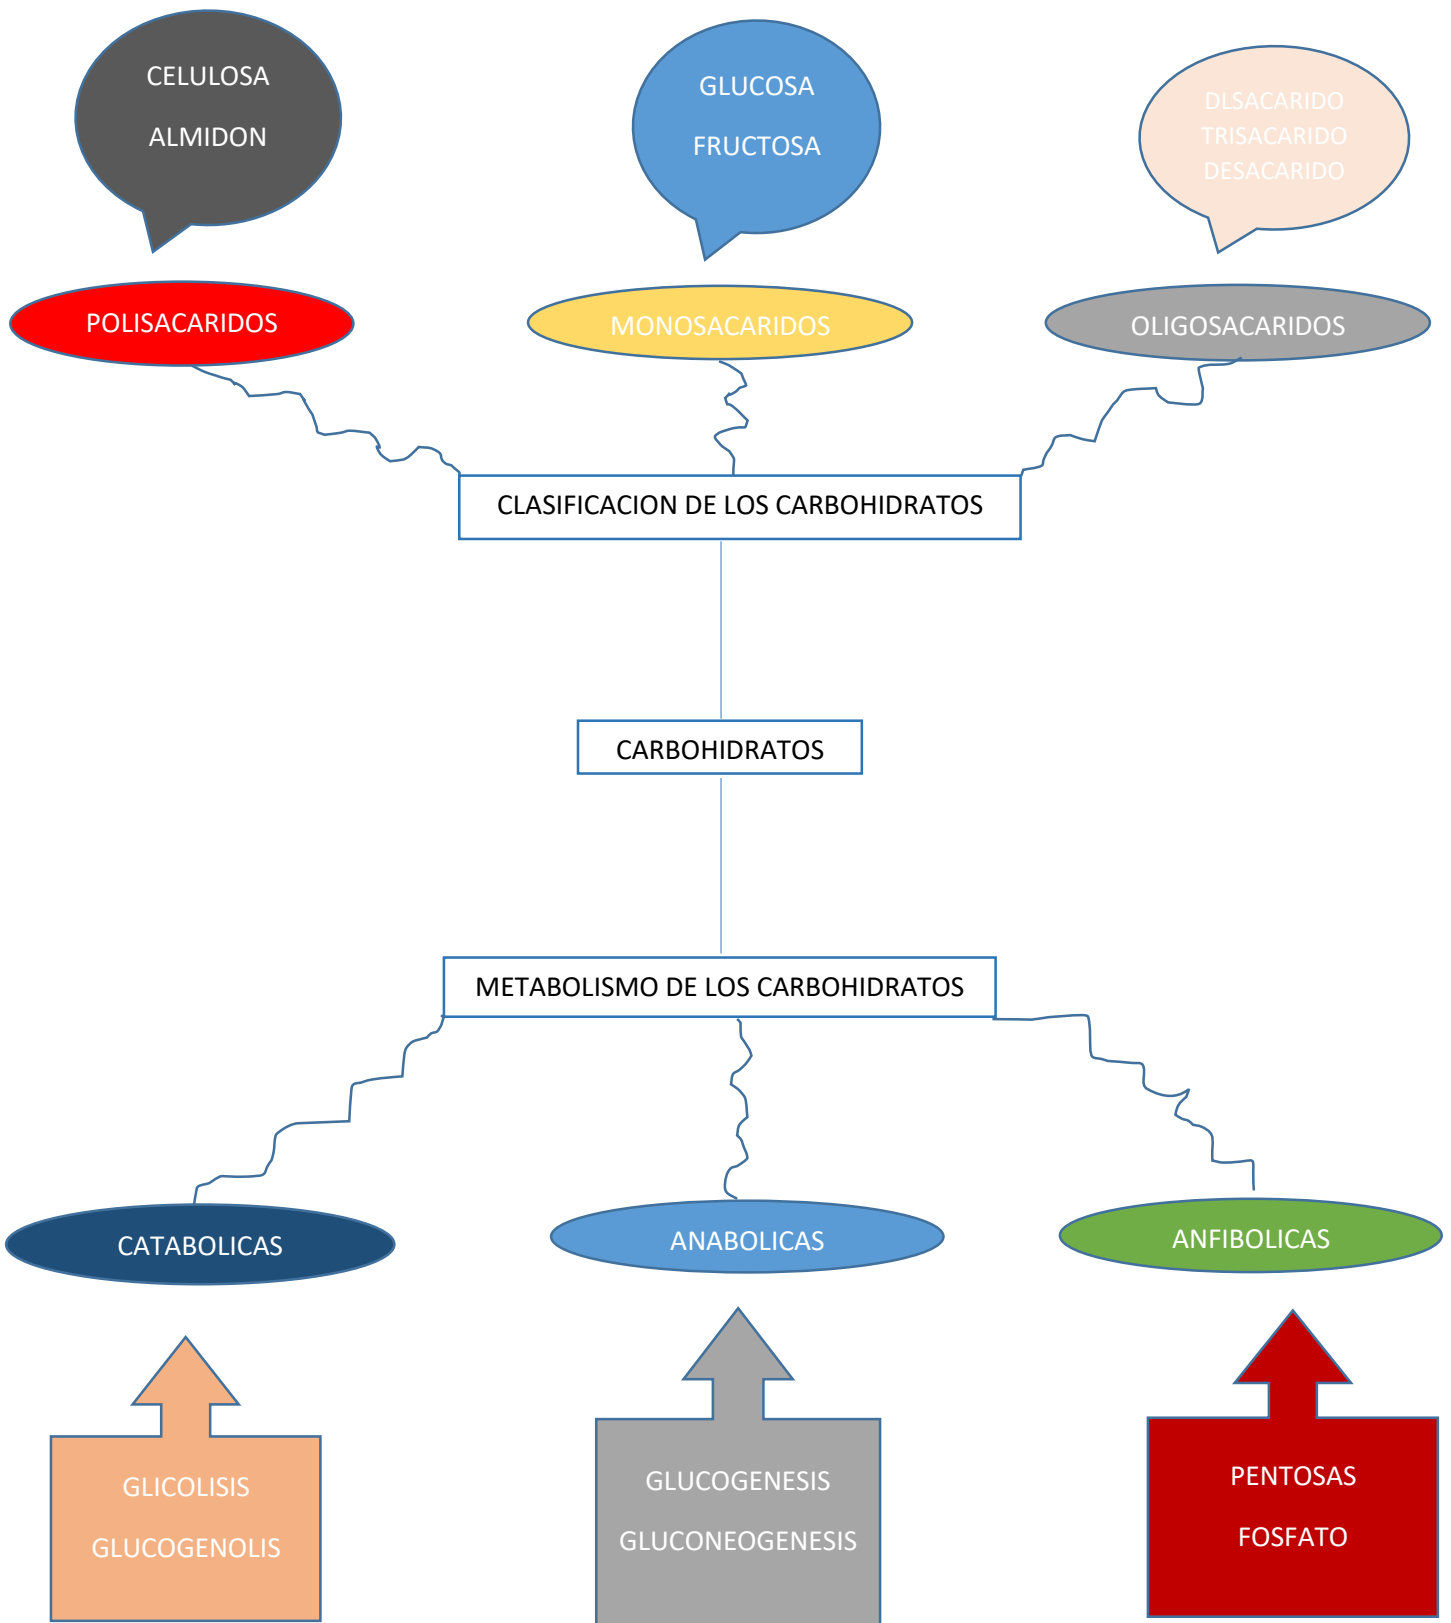 CELULOSA
ALMIDON
GLUCOSA
FRUCTOSA
DLSACARIDO
TRISACARIDO
DESACARIDO
POLISACARIDOS
MONOSACARIDOS
OLIGOSACARIDOS
CLASIFICACION DE LOS CARBOHIDRATOS
CARBOHIDRATOS
METABOLISMO DE LOS CARBOHIDRATOS
CATABOLICAS
ANABOLICAS
ANFIBOLICAS
GLICOLISIS
GLUCOGENOLIS
GLUCOGENESIS
GLUCONEOGENESIS
PENTOSAS
FOSFATO